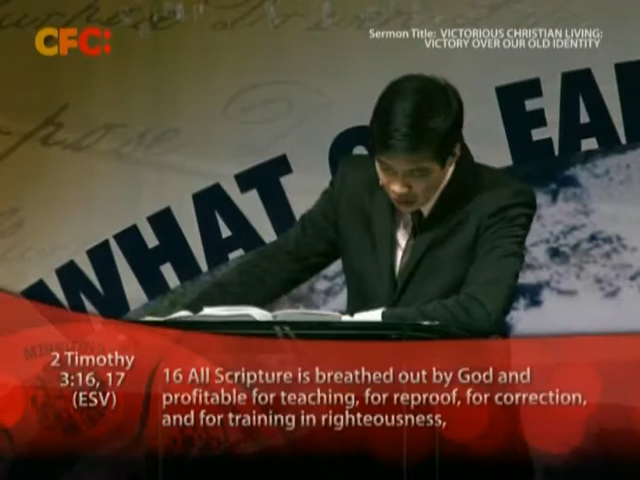 CFC:
Sermon Title: VICTORIOUS CHRISTIAN LIVING:
VICTORY OVER OUR OLD IDENTITY
WHAT
EA
2 Timothy
3:16, 17
(ESV)
16 All Scripture is breathed out by God and
profitable for teaching, for reproof, for correction,
and for training in righteousness,